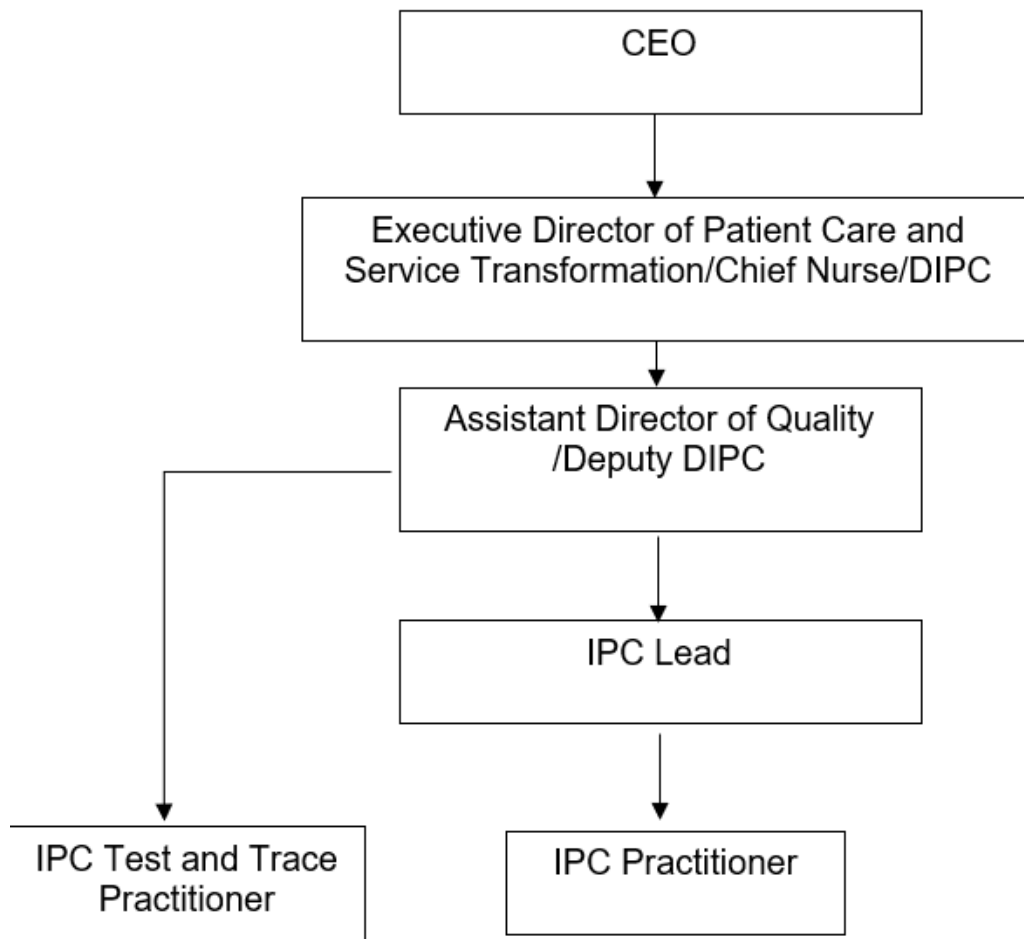 CEO
Executive Director of Patient Care and
Service Transformation/Chief Nurse/DIPC
Assistant Director of Quality
/Deputy DIPC
IPC Lead
IPC Test and Trace
Practitioner
IPC Practitioner